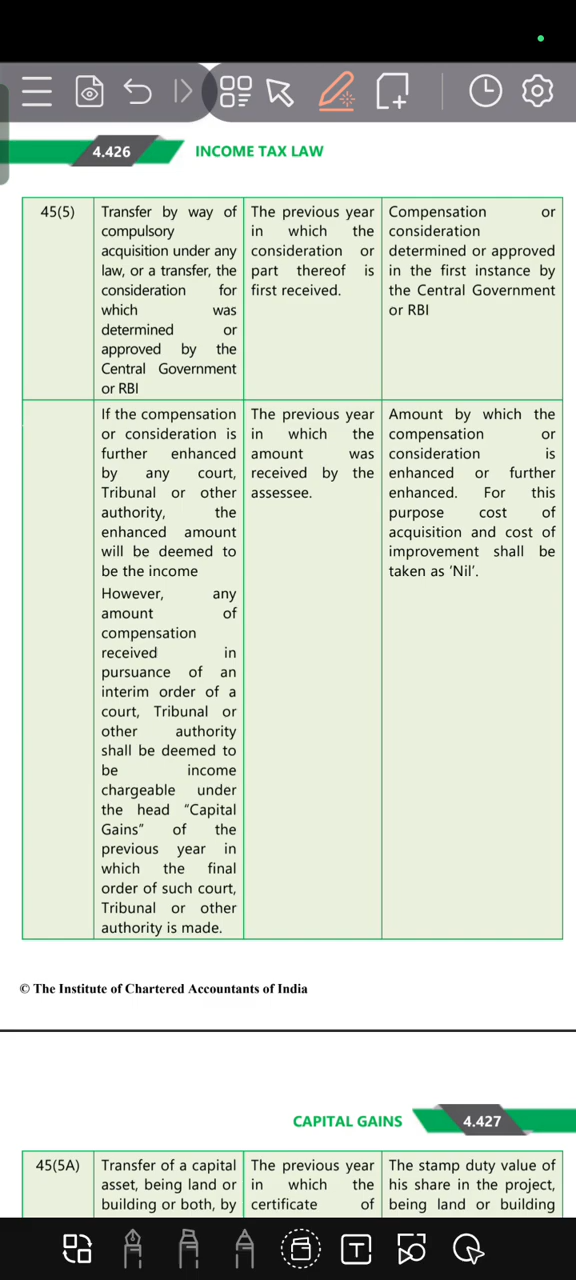 4.426 INCOME TAX LAW
45(5)
Transfer by way of
compulsory
acquisition under any
law, or a transfer, the
consideration for
which was
determined or
approved by the
Central Government
or RBI
The previous year
in which the
consideration or
part thereof is
first received.
Compensation or
consideration
determined or approved
in the first instance by
the Central Government
or RBI
If the compensation
or consideration is
further enhanced
by any court,
Tribunal or other
authority, the
enhanced amount
will be deemed to
be the income
However, any
amount of
compensation
received in
pursuance of an
interim order of a
court, Tribunal or
other authority
shall be deemed to
be income
chargeable under
the head “Capital
Gains” of the
previous year in
which the final
order of such court,
Tribunal or other
authority is made.
The previous year
in which the
amount was
received by the
assessee.
Amount by which the
compensation or
consideration is
enhanced or further
enhanced. For this
purpose cost of
acquisition and cost of
improvement shall be
taken as ‘Nil’.
© The Institute of Chartered Accountants of India
CAPITAL GAINS 4.427
45(5A)
Transfer of a capital
asset, being land or
building or both, by
The previous year
in which the
certificate of
The stamp duty value of
his share in the project,
being land or building
T